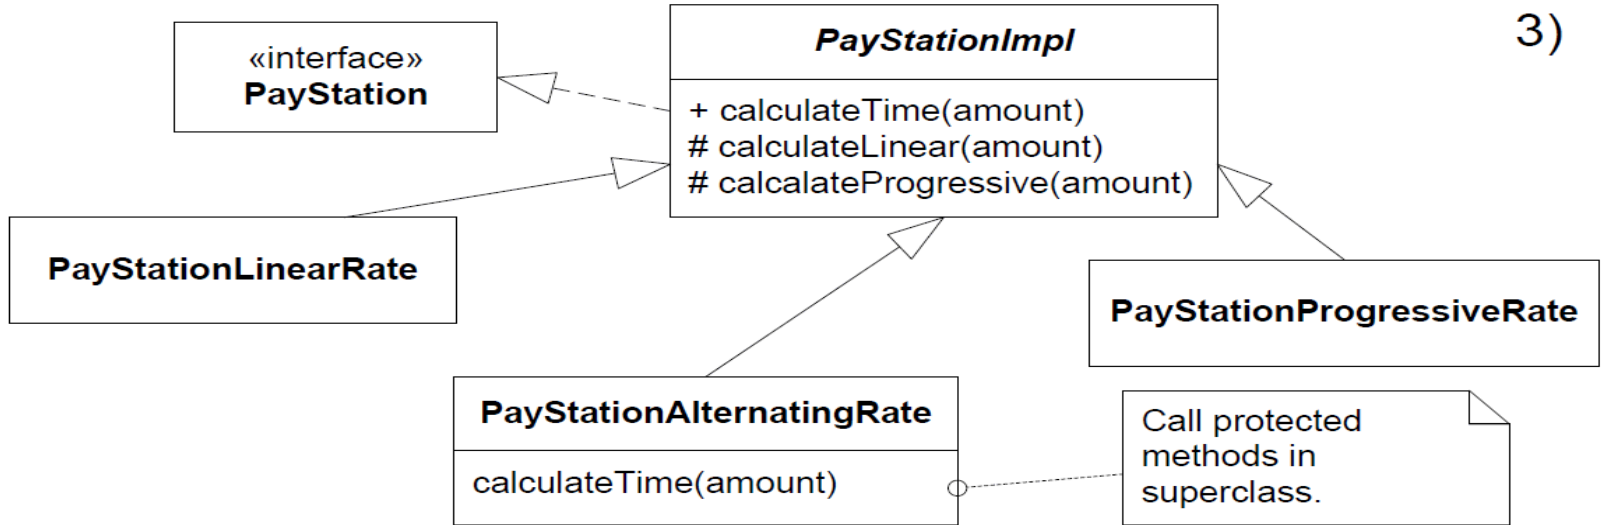 3)
«interface»
PayStation
PayStationImpl
+ calculateTime(amount)
# calculateLinear(amount)
# calcalateProgressive(amount)
PayStationLinearRate
PayStationProgressiveRate
PayStationAlternatingRate
calculateTime(amount)
Call protected
methods in
superclass.